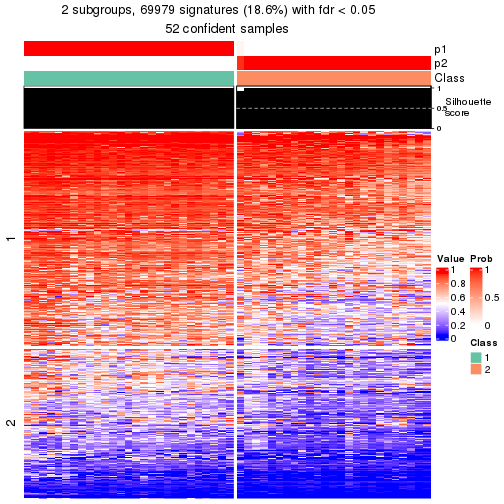 2 subgroups, 69979 signatures (18.6%) with fdr < 0.05
52 confident samples
p1
p2
Class
1
0.5
0
Silhouette
score
1
2
Value
1
0.8
0.6
0.4
0.2
0
Prob
1
0.5
0
Class
1
2